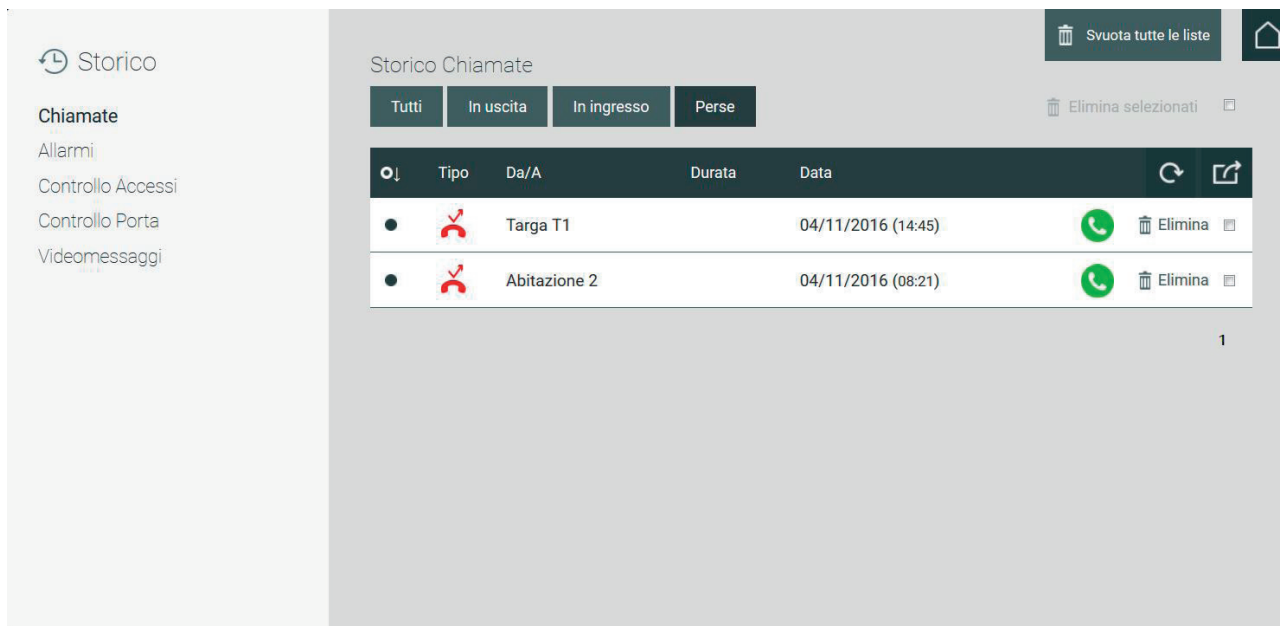 Storico
Chiamate
Allarmi
Controllo Accessi
Controllo Porta
Videomessaggi
Svuota tutte le liste
Storico Chiamate
Tutti In uscita In ingresso Perse
Elimina selezionati
Tipo Da/A Durata Data
Targa T1 04/11/2016 (14:45) Elimina
Abitazione 2 04/11/2016 (08:21) Elimina
1